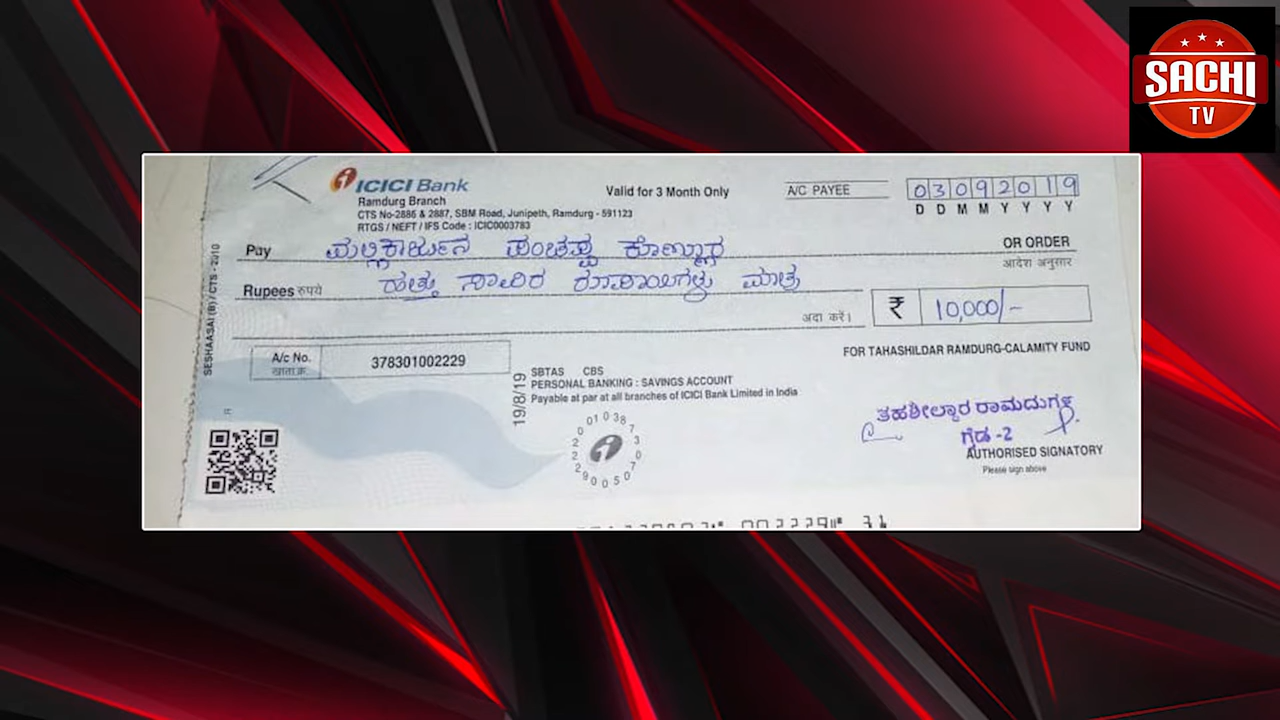 SACHI
TV
ICICI Bank
Ramdurg Branch
CTS No-2886 & 2887, SBM Road, Junipeth, Ramdurg - 591123
RTGS / NEFT / IFS Code : ICIC0003783
Valid for 3 Month Only
A/C PAYEE
03092019
D D M M Y Y Y Y
Pay ಮಲ್ಲಿಕಾರ್ಜುನ ಪಂಚಪ್ಪ ಕೊಣ್ಣೂರ OR ORDER
आदेश अनुसार
Rupees रुपये ಹತ್ತು ಸಾವಿರ ರೂಪಾಯಿಗಳು ಮಾತ್ರ
अदा करें।
₹ 10,000/-
A/c No. 378301002229
खाता क्र.
SBTAS CBS
PERSONAL BANKING : SAVINGS ACCOUNT
Payable at par at all branches of ICICI Bank Limited in India
19/8/19
SESHAASAI (B) / CTS - 2010
FOR TAHASHILDAR RAMDURG-CALAMITY FUND
ತಹಶೀಲ್ದಾರ ರಾಮದುರ್ಗ
ಗ್ರೇಡ -2
AUTHORISED SIGNATORY
Please sign above